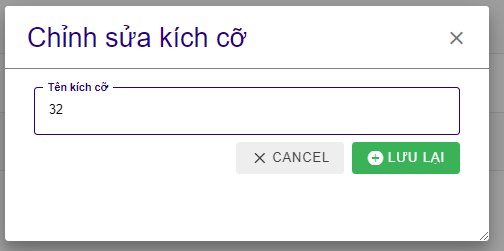 Chỉnh sửa kích cỡ
Tên kích cỡ
32
CANCEL
LƯU LẠI